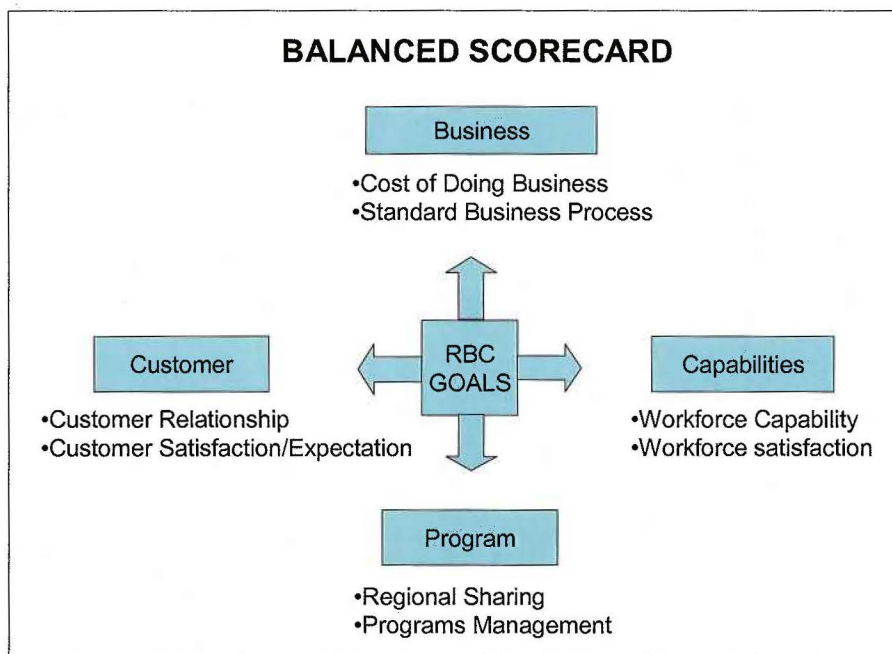 BALANCED SCORECARD
Business
•Cost of Doing Business
•Standard Business Process
Customer
•Customer Relationship
•Customer Satisfaction/Expectation
RBC
GOALS
Capabilities
•Workforce Capability
•Workforce satisfaction
Program
•Regional Sharing
•Programs Management